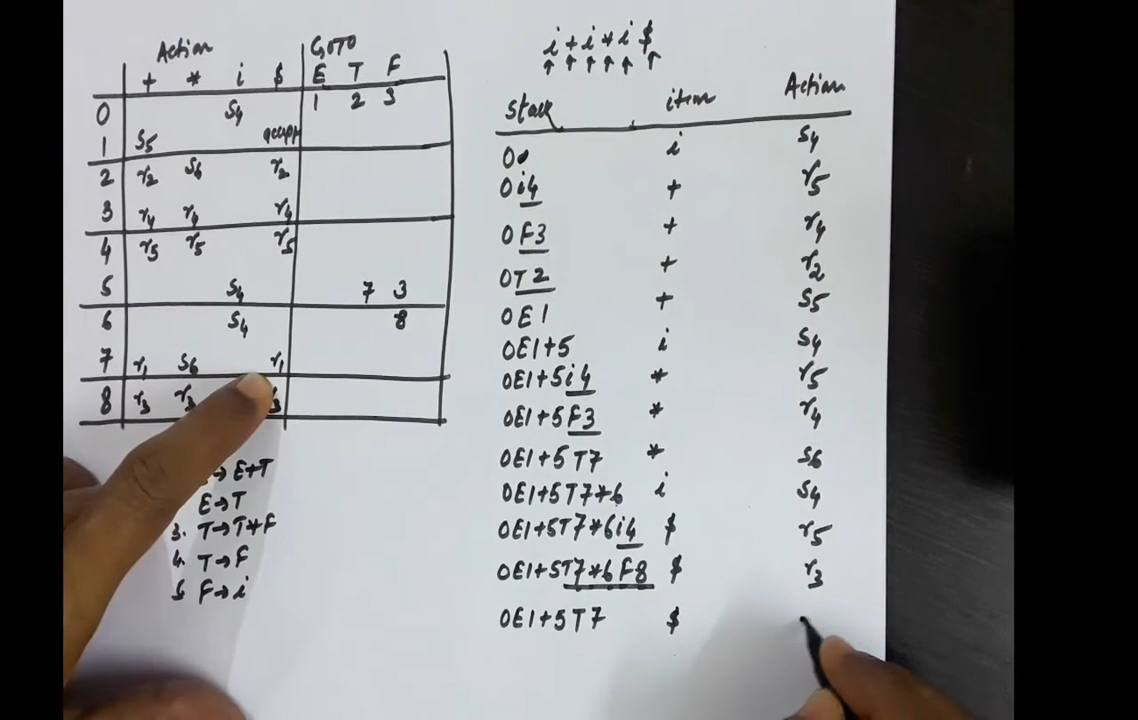 Action GOTO
+ * i $ E T F
0 S4 1 2 3
1 S5 accept
2 r2 S6 r2
3 r4 r4 r4
4 r5 r5 r5
5 S4 7 3
6 S4 8
7 r1 S6 r1
8 r3 r3
→ E+T
E→T
3. T→T*F
4. T→F
5. F→i
i+i*i$
↑ ↑ ↑ ↑ ↑ ↑
Stack item Action
0 i S4
0i4 + r5
0F3 + r4
0T2 + r2
0E1 + S5
0E1+5 i S4
0E1+5i4 * r5
0E1+5F3 * r4
0E1+5T7 * S6
0E1+5T7*6 i S4
0E1+5T7*6i4 $ r5
0E1+5T7*6F8 $ r3
0E1+5T7 $